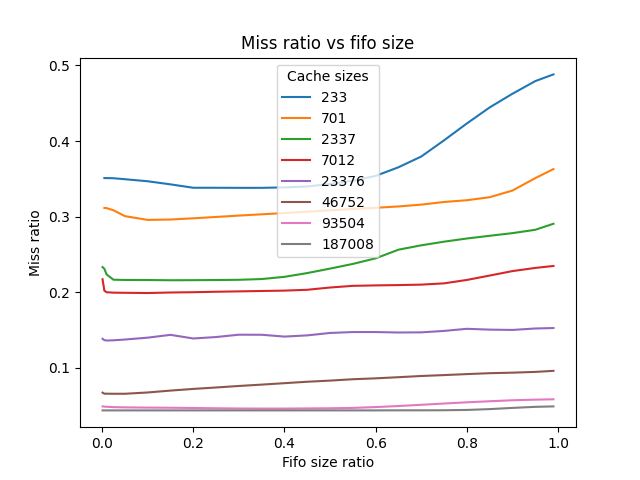 Miss ratio vs fifo size
Cache sizes
233
701
2337
7012
23376
46752
93504
187008
Miss ratio
0.5
0.4
0.3
0.2
0.1
0.0 0.2 0.4 0.6 0.8 1.0
Fifo size ratio